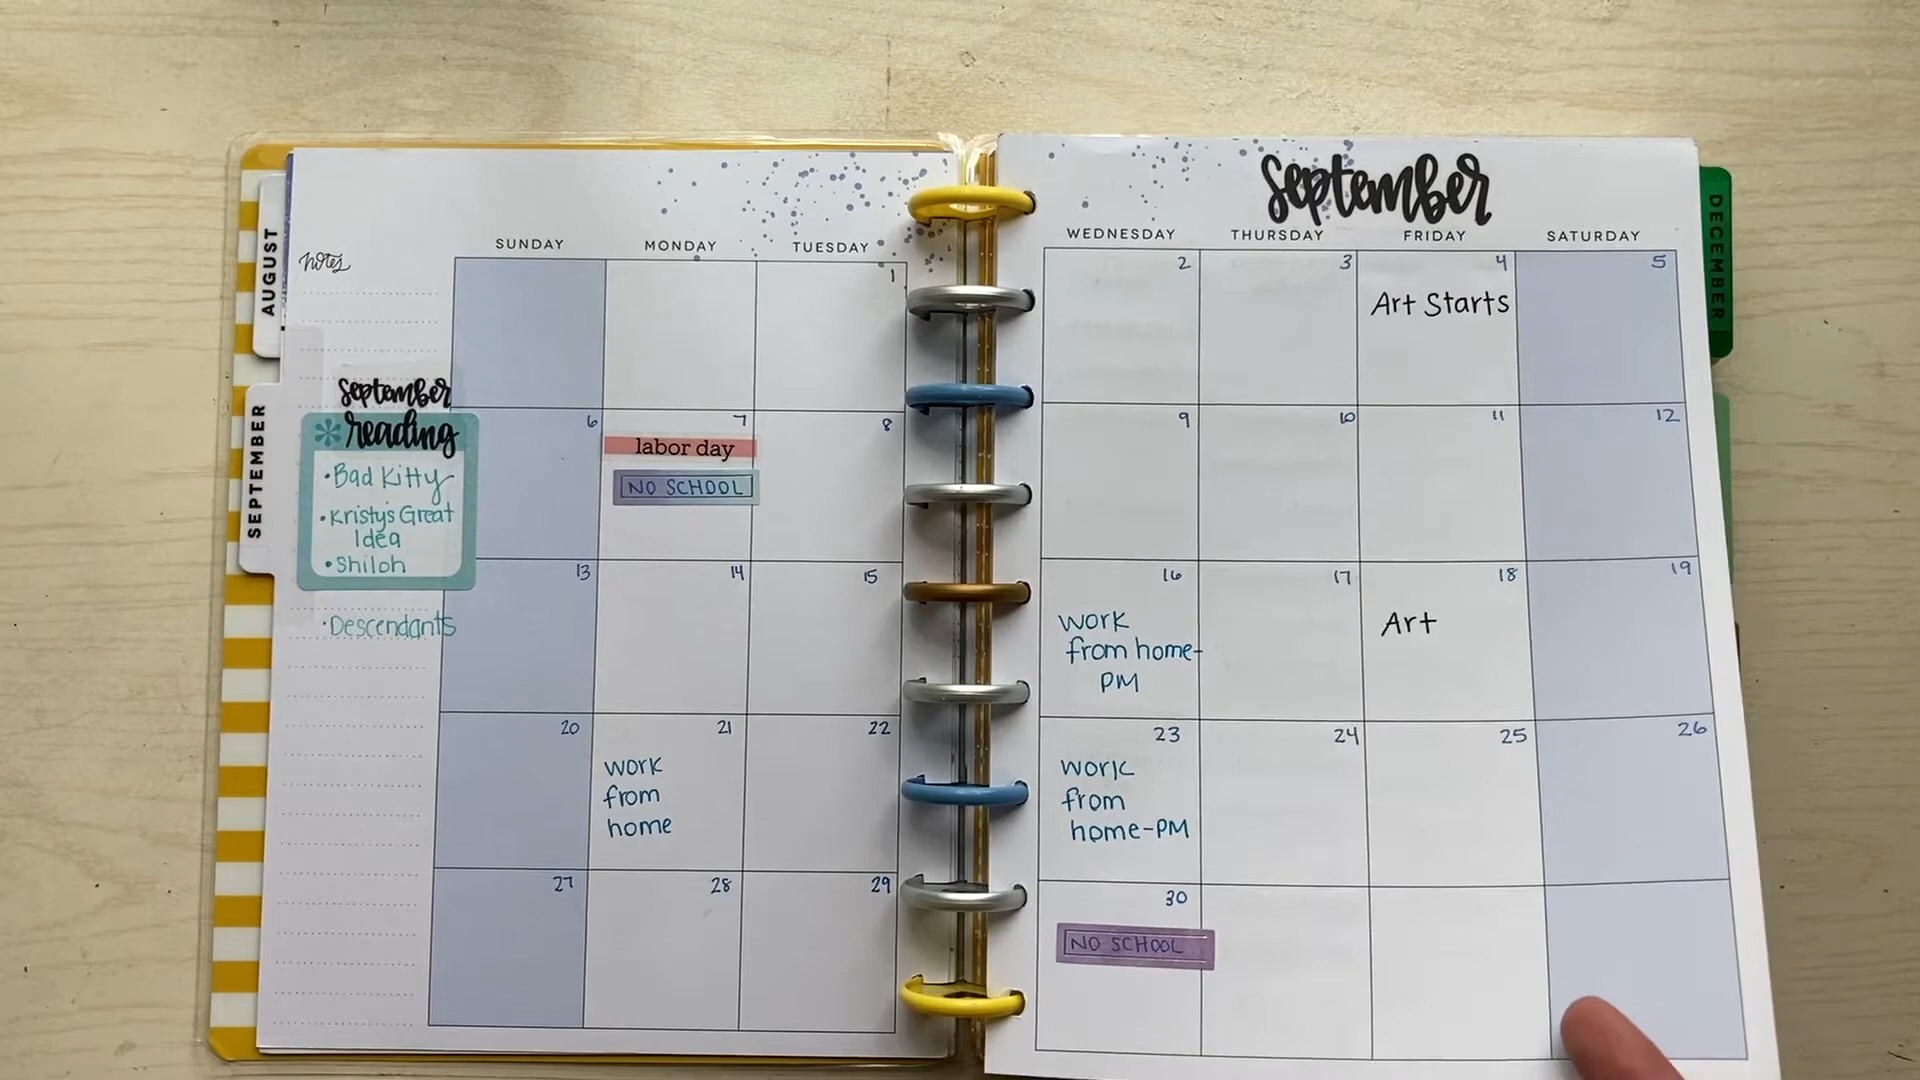 September
SUNDAY MONDAY TUESDAY
WEDNESDAY THURSDAY FRIDAY SATURDAY
notes
AUGUST
SEPTEMBER
DECEMBER
September
reading
•Bad Kitty
•Kristys Great
Idea
•Shiloh
•Descendants
1
2
3
4
Art Starts
5
6
7
labor day
NO SCHOOL
8
9
10
11
12
13
14
15
16
work
from home-
PM
17
18
Art
19
20
21
work
from
home
22
23
work
from
home-PM
24
25
26
27
28
29
30
NO SCHOOL